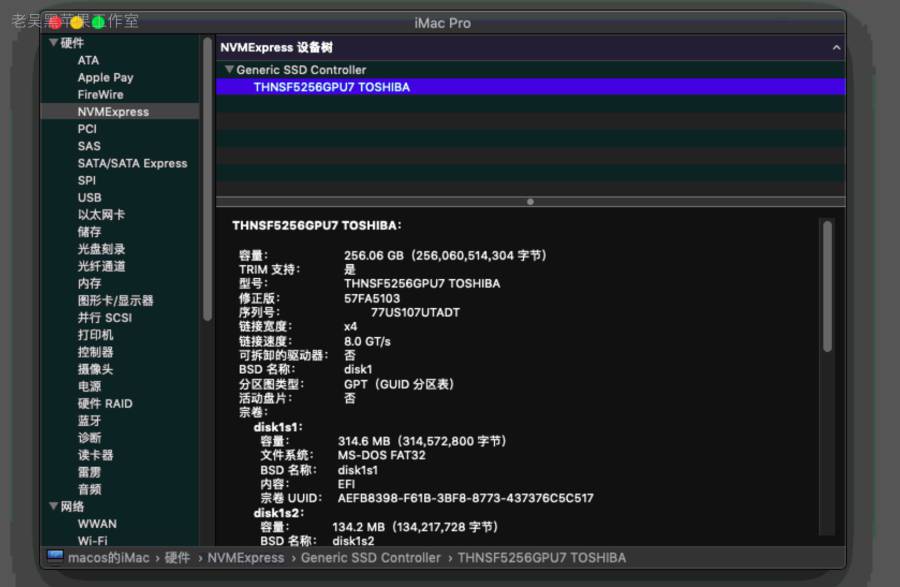 老吴黑苹果工作室
iMac Pro
硬件
ATA
Apple Pay
FireWire
NVMExpress
PCI
SAS
SATA/SATA Express
SPI
USB
以太网卡
储存
光盘刻录
光纤通道
内存
图形卡/显示器
并行 SCSI
打印机
控制器
摄像头
电源
硬件 RAID
蓝牙
诊断
读卡器
雷雳
音频
网络
WWAN
Wi-Fi
NVMExpress 设备树
Generic SSD Controller
THNSF5256GPU7 TOSHIBA
THNSF5256GPU7 TOSHIBA:
容量: 256.06 GB（256,060,514,304 字节）
TRIM 支持: 是
型号: THNSF5256GPU7 TOSHIBA
修正版: 57FA5103
序列号: 77US107UTADT
链接宽度: x4
链接速度: 8.0 GT/s
可拆卸的驱动器: 否
BSD 名称: disk1
分区图类型: GPT（GUID 分区表）
活动盘片: 否
宗卷:
disk1s1:
容量: 314.6 MB（314,572,800 字节）
文件系统: MS-DOS FAT32
BSD 名称: disk1s1
内容: EFI
宗卷 UUID: AEFB8398-F61B-3BF8-8773-437376C5C517
disk1s2:
容量: 134.2 MB（134,217,728 字节）
BSD 名称: disk1s2
macos的iMac › 硬件 › NVMExpress › Generic SSD Controller › THNSF5256GPU7 TOSHIBA